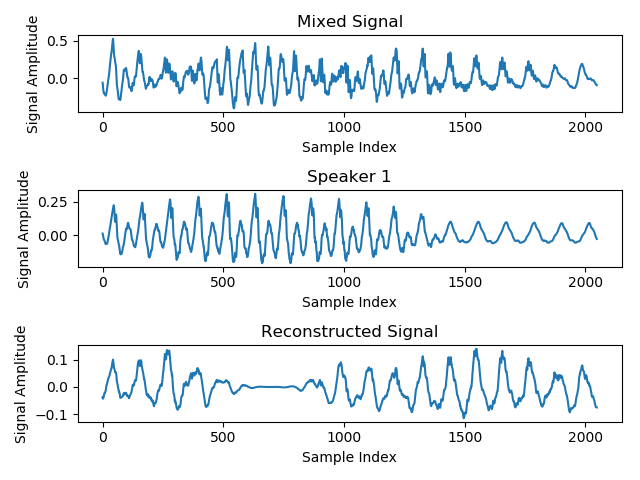 Mixed Signal
Signal Amplitude
0.5
0.0
0 500 1000 1500 2000
Sample Index
Speaker 1
Signal Amplitude
0.25
0.00
0 500 1000 1500 2000
Sample Index
Reconstructed Signal
Signal Amplitude
0.1
0.0
−0.1
0 500 1000 1500 2000
Sample Index